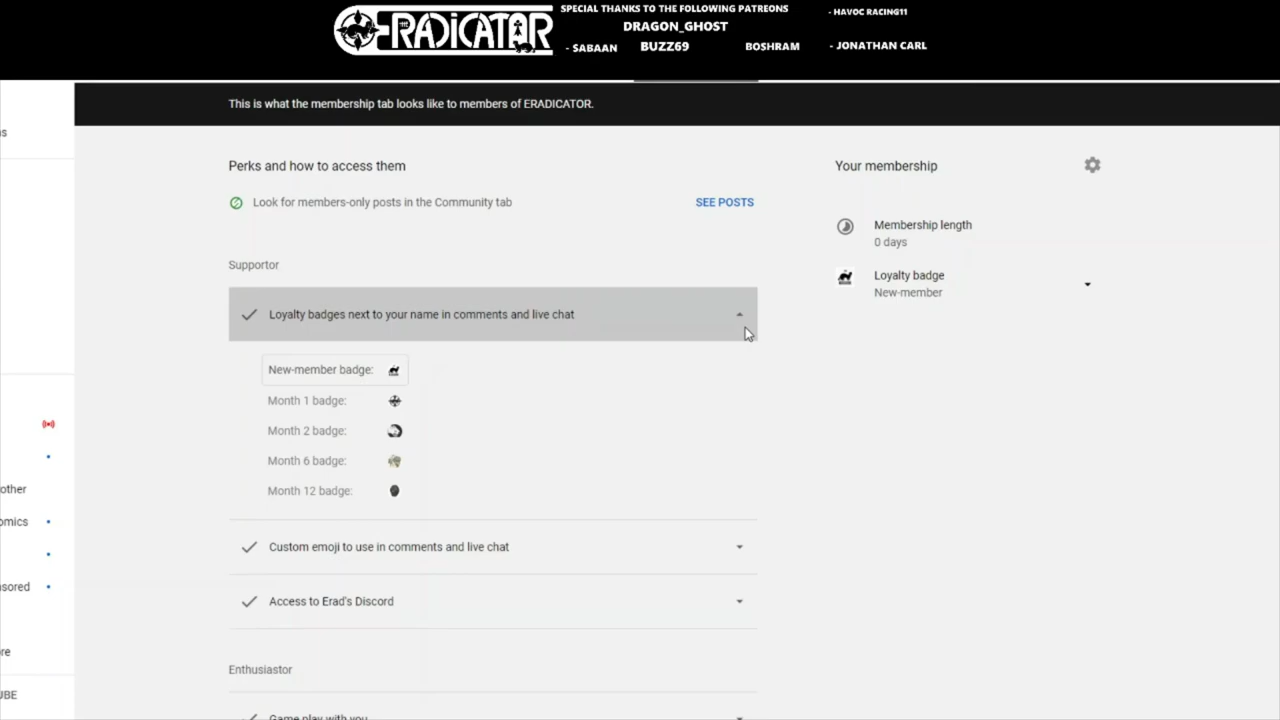 ERADICATOR
SPECIAL THANKS TO THE FOLLOWING PATREONS
DRAGON_GHOST
- SABAAN
BUZZ69
BOSHRAM
- HAVOC RACING11
- JONATHAN CARL
This is what the membership tab looks like to members of ERADICATOR.
Perks and how to access them
Look for members-only posts in the Community tab
SEE POSTS
Supportor
Loyalty badges next to your name in comments and live chat
New-member badge:
Month 1 badge:
Month 2 badge:
Month 6 badge:
Month 12 badge:
Custom emoji to use in comments and live chat
Access to Erad's Discord
Enthusiastor
Game play with you
Your membership
Membership length
0 days
Loyalty badge
New-member
other
omics
nsored
re
UBE